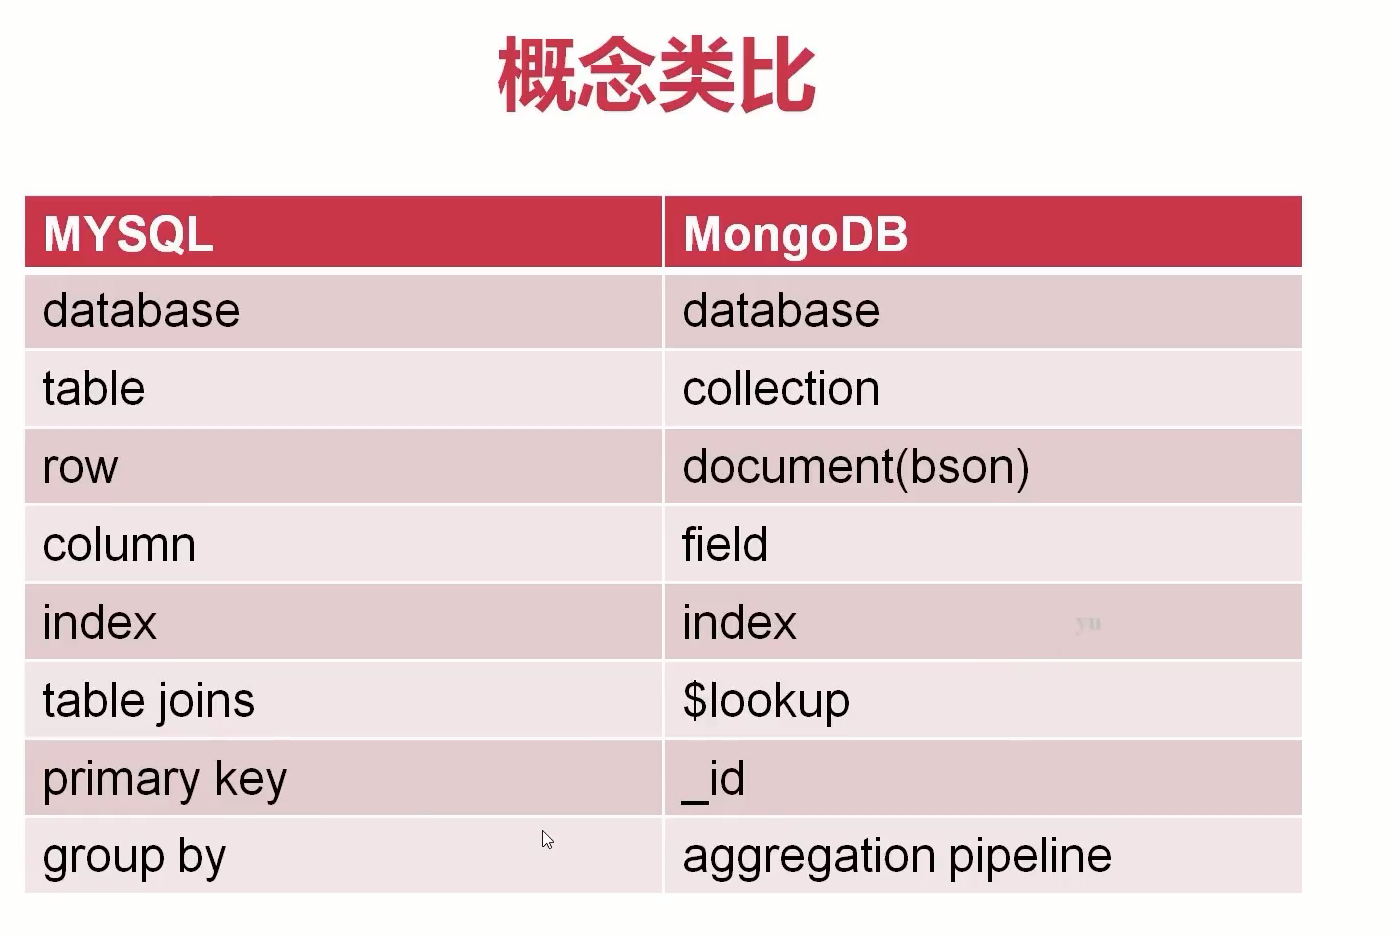 概念类比
MYSQL MongoDB
database database
table collection
row document(bson)
column field
index index
yn
table joins $lookup
primary key _id
group by aggregation pipeline